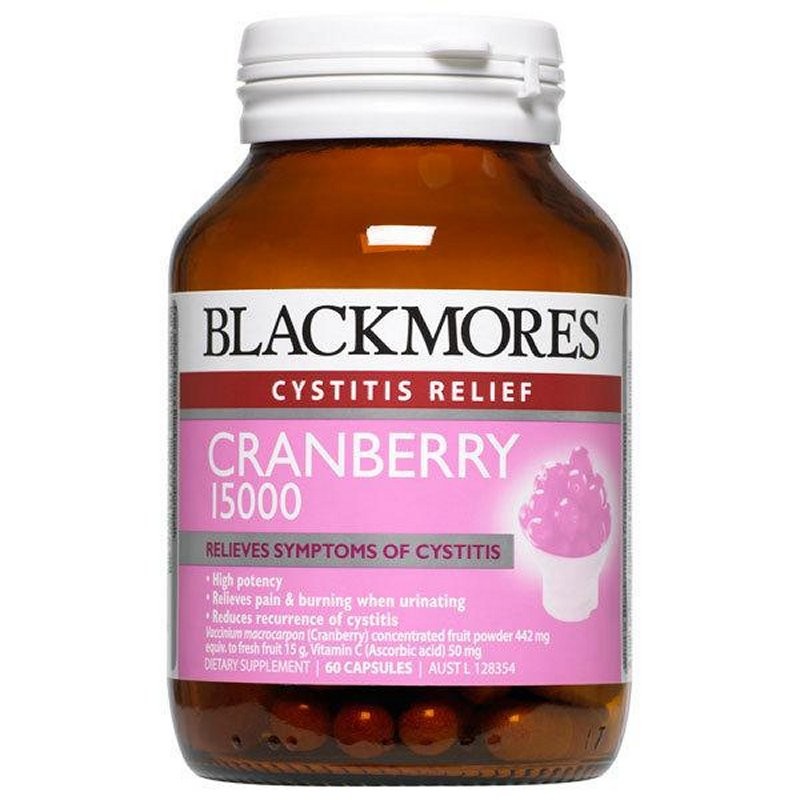 BLACKMORES
CYSTITIS RELIEF
CRANBERRY
15000
RELIEVES SYMPTOMS OF CYSTITIS
• High potency
• Relieves pain & burning when urinating
• Reduces recurrence of cystitis
Vaccinium macrocarpon (Cranberry) concentrated fruit powder 442 mg
equiv. to fresh fruit 15 g, Vitamin C (Ascorbic acid) 50 mg
DIETARY SUPPLEMENT | 60 CAPSULES | AUST L 128354